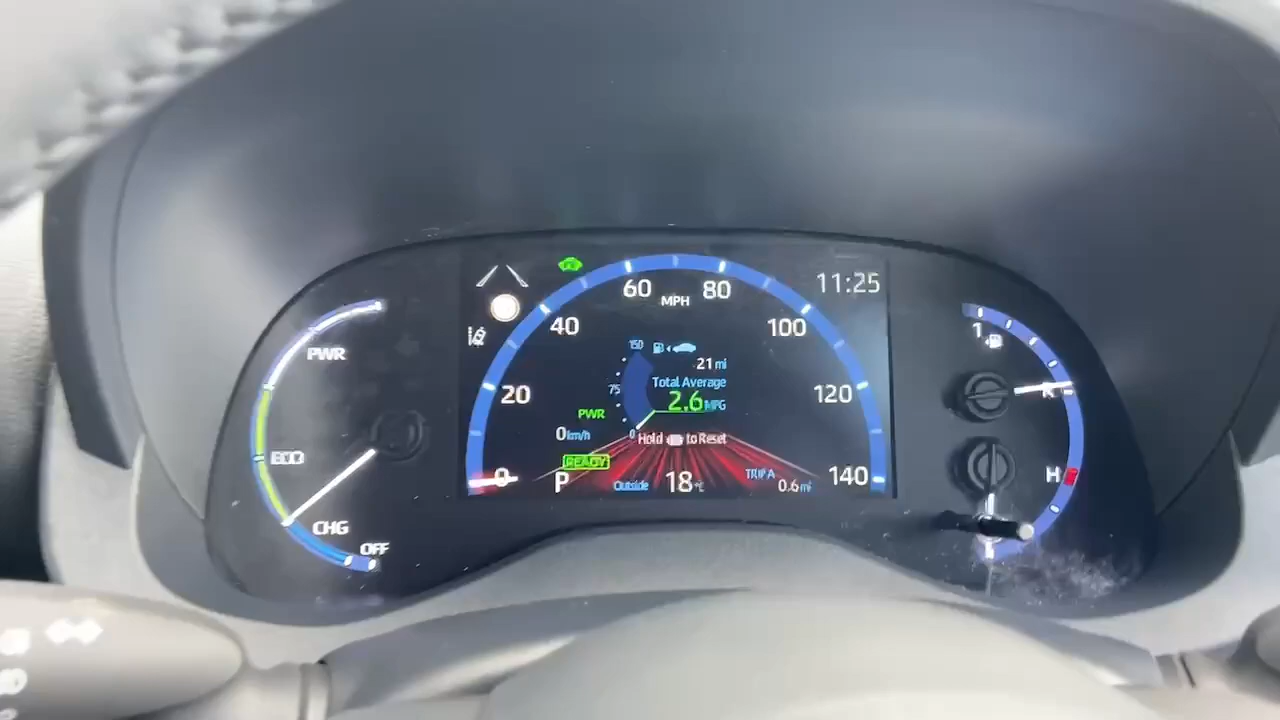 11:25
60 MPH 80
40 100
20 120
0 140
PWR
ECO
CHG
OFF
150
75
0
21 mi
Total Average
2.6 MPG
PWR
0 km/h
Hold to Reset
READY
P
Outside 18°C
TRIP A
0.6 mi
1
H